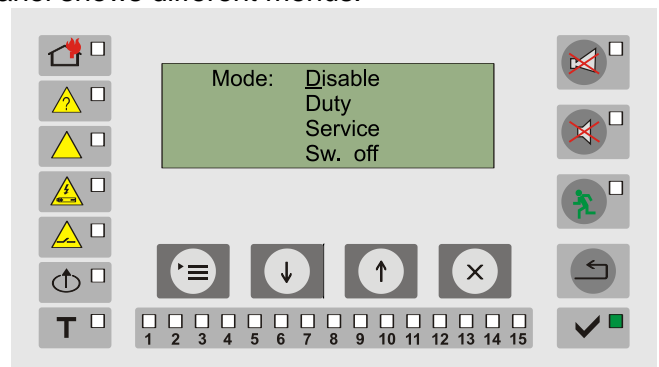 anel shows different menus.
Mode: Disable
Duty
Service
Sw. off
?
T
1 2 3 4 5 6 7 8 9 10 11 12 13 14 15